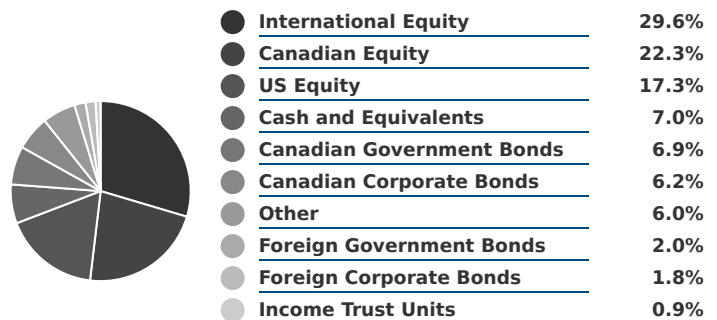 International Equity 29.6%
Canadian Equity 22.3%
US Equity 17.3%
Cash and Equivalents 7.0%
Canadian Government Bonds 6.9%
Canadian Corporate Bonds 6.2%
Other 6.0%
Foreign Government Bonds 2.0%
Foreign Corporate Bonds 1.8%
Income Trust Units 0.9%